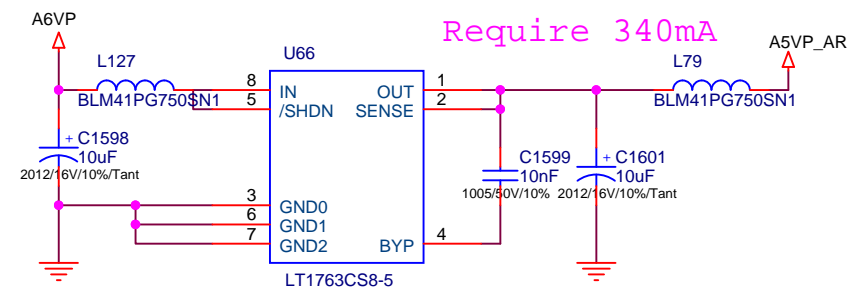 Require 340mA
A6VP
A5VP_AR
L127
U66
L79
8 IN OUT 1
5 /SHDN SENSE 2
BLM41PG750SN1
BLM41PG750SN1
+ C1598
10uF
2012/16V/10%/Tant
C1599
10nF
1005/50V/10%
+ C1601
10uF
2012/16V/10%/Tant
3 GND0
6 GND1
7 GND2 BYP 4
LT1763CS8-5